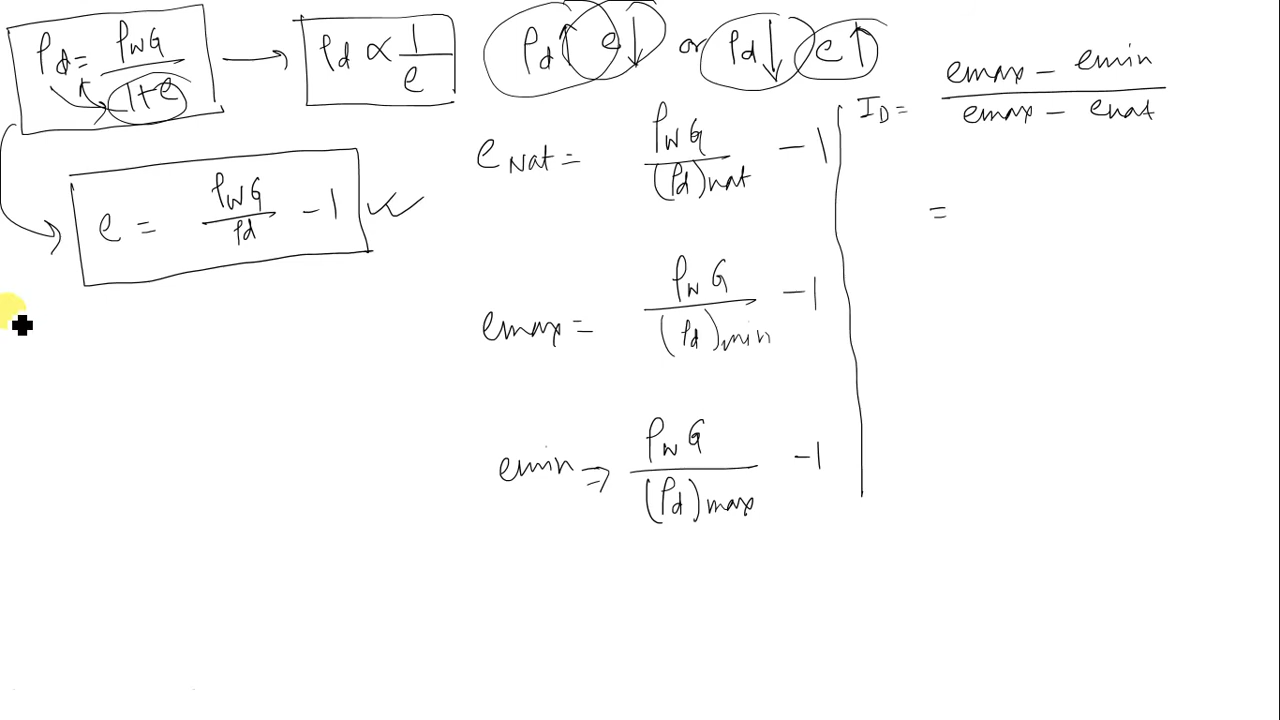 ρd = ρwG / 1+e → ρd ∝ 1/e   ρd↑ e↓ or ρd↓ e↑
e = ρwG / ρd - 1
eNat = ρwG / (ρd)nat - 1
emax = ρwG / (ρd)min - 1
emin ⇒ ρwG / (ρd)max - 1
ID = emax - emin / emax - enat
=